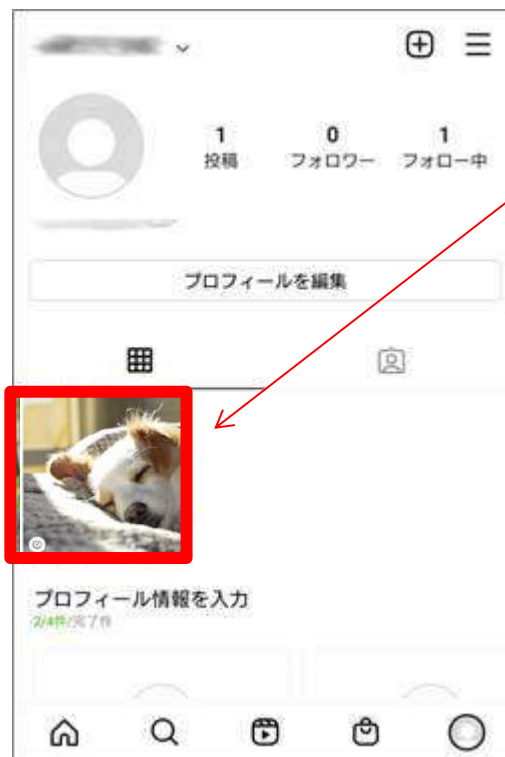 1 0 1
投稿 フォロワー フォロー中
プロフィールを編集
プロフィール情報を入力
2/4件/完了件